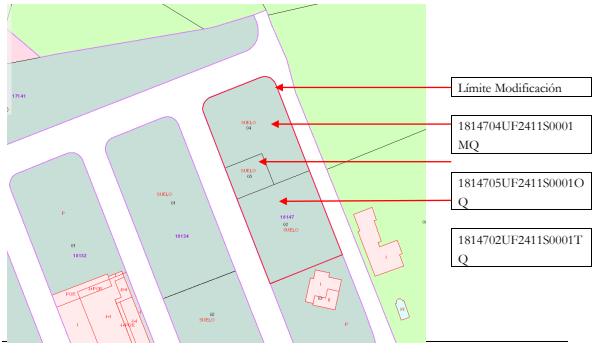 17141
SUELO
04
SUELO
05
18147
02
SUELO
SUELO
01
18134
02
SUELO
P
01
18132
P
I
I
I
Límite Modificación
1814704UF2411S0001
MQ
1814705UF2411S0001O
Q
1814702UF2411S0001T
Q